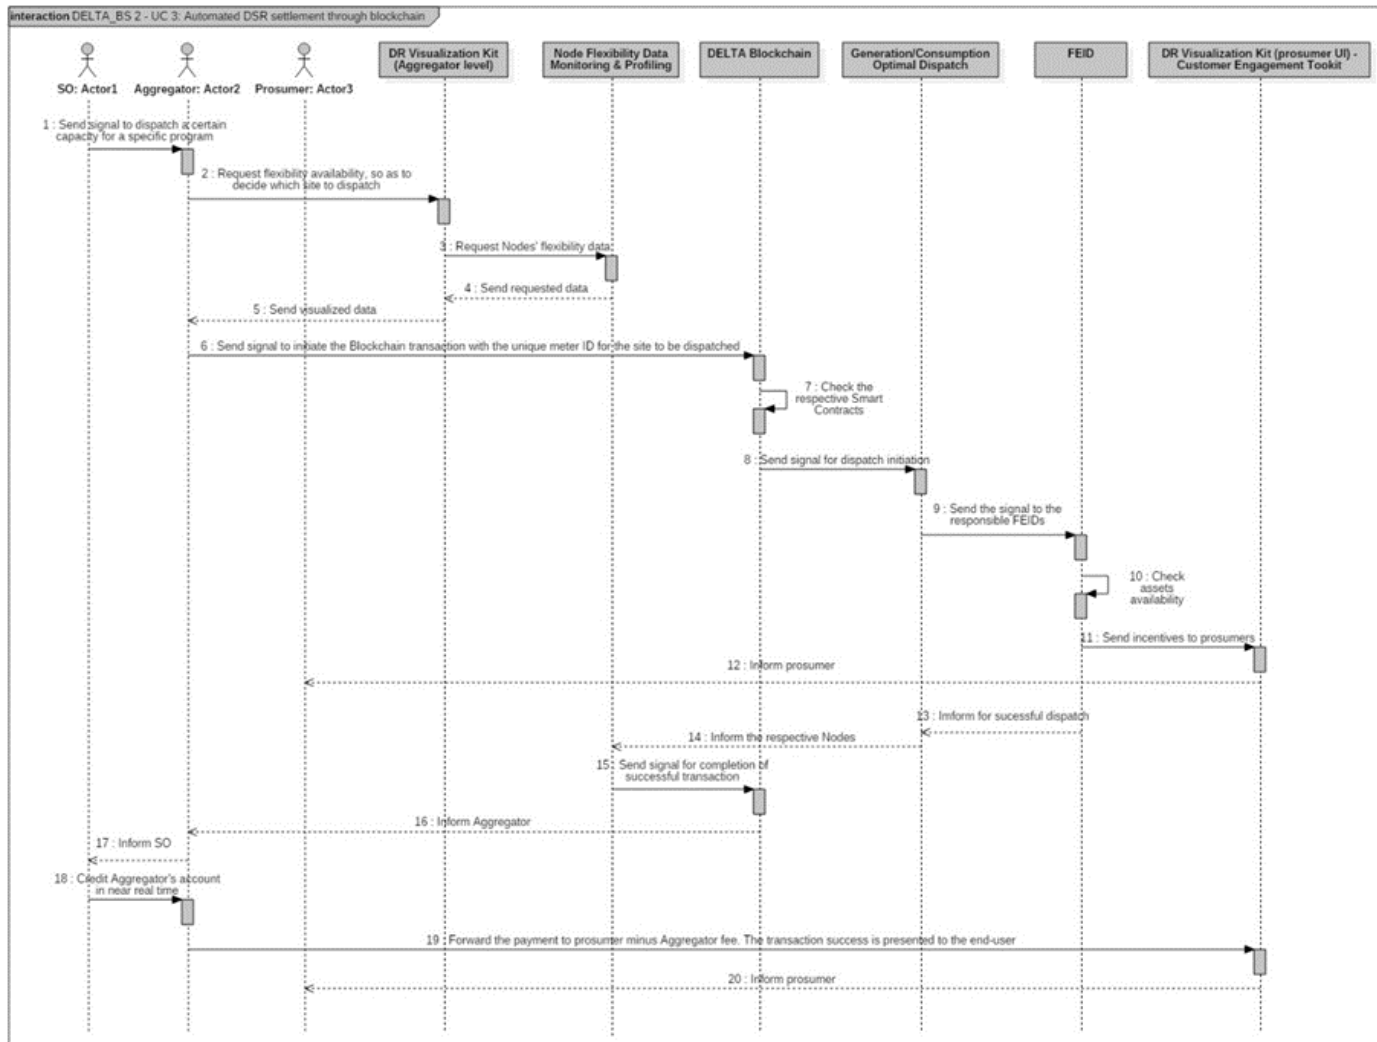 interaction DELTA_BS 2 - UC 3: Automated DSR settlement through blockchain
SO: Actor1
Aggregator: Actor2
Prosumer: Actor3
DR Visualization Kit
(Aggregator level)
Node Flexibility Data
Monitoring & Profiling
DELTA Blockchain
Generation/Consumption
Optimal Dispatch
FEID
DR Visualization Kit (prosumer UI) -
Customer Engagement Tookit
1 : Send signal to dispatch a certain
capacity for a specific program
2 : Request flexibility availability, so as to
decide which site to dispatch
3 : Request Nodes' flexibility data
4 : Send requested data
5 : Send visualized data
6 : Send signal to initiate the Blockchain transaction with the unique meter ID for the site to be dispatched
7 : Check the
respective Smart
Contracts
8 : Send signal for dispatch initiation
9 : Send the signal to the
responsible FEIDs
10 : Check
assets
availability
11 : Send incentives to prosumers
12 : Inform prosumer
13 : Imform for sucessful dispatch
14 : Inform the respective Nodes
15 : Send signal for completion of
successful transaction
16 : Inform Aggregator
17 : Inform SO
18 : Credit Aggregator's account
in near real time
19 : Forward the payment to prosumer minus Aggregator fee. The transaction success is presented to the end-user
20 : Inform prosumer